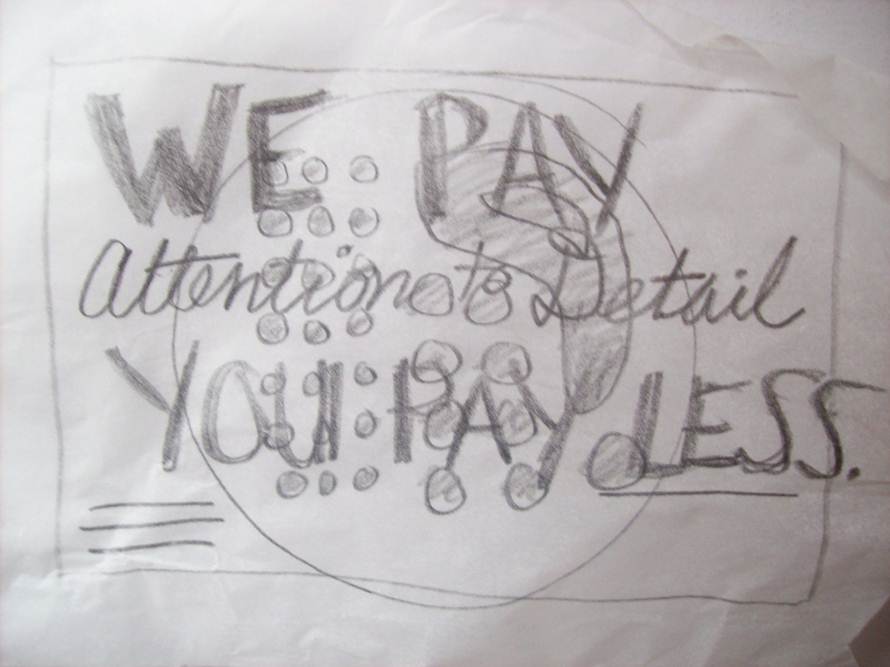 WE PAY
Attention to Detail
YOU PAY LESS.